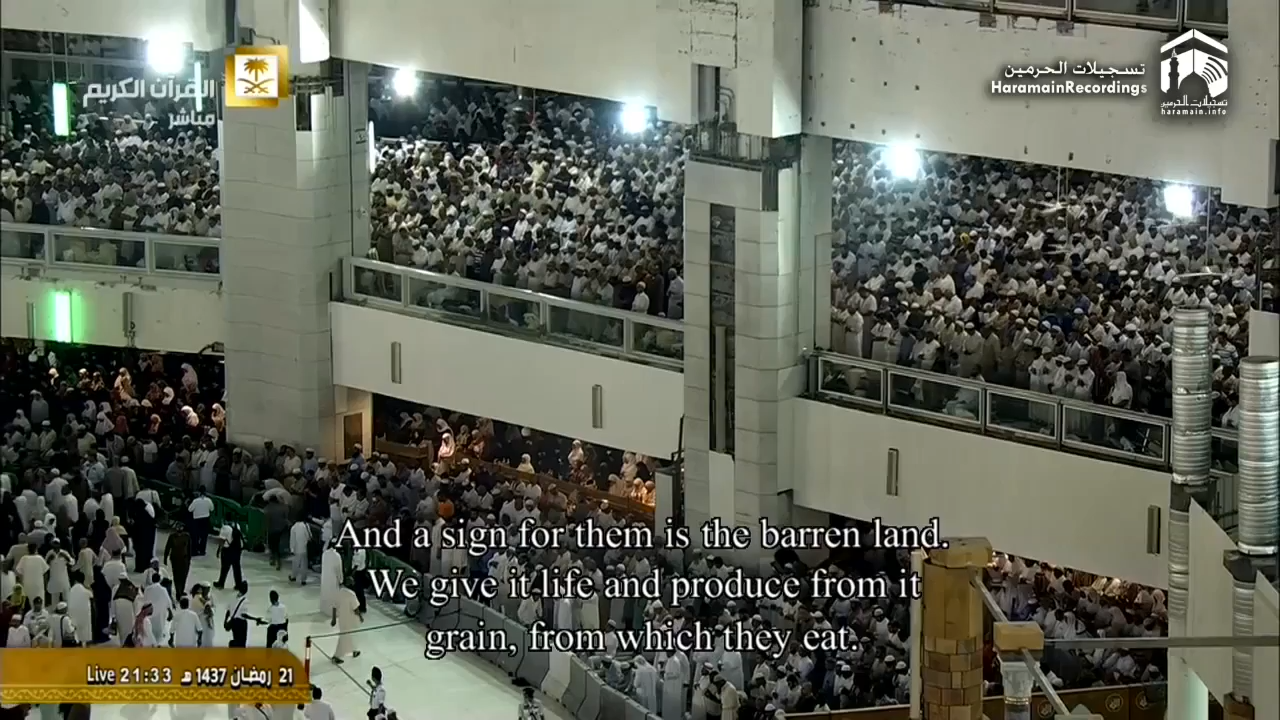 القرآن الكريم
مباشر
تسجيلات الحرمين
HaramainRecordings
تسجيلات الحرمين
haramain.info
And a sign for them is the barren land.
We give it life and produce from it
grain, from which they eat.
Live 21:33 21 رمضان 1437 هـ